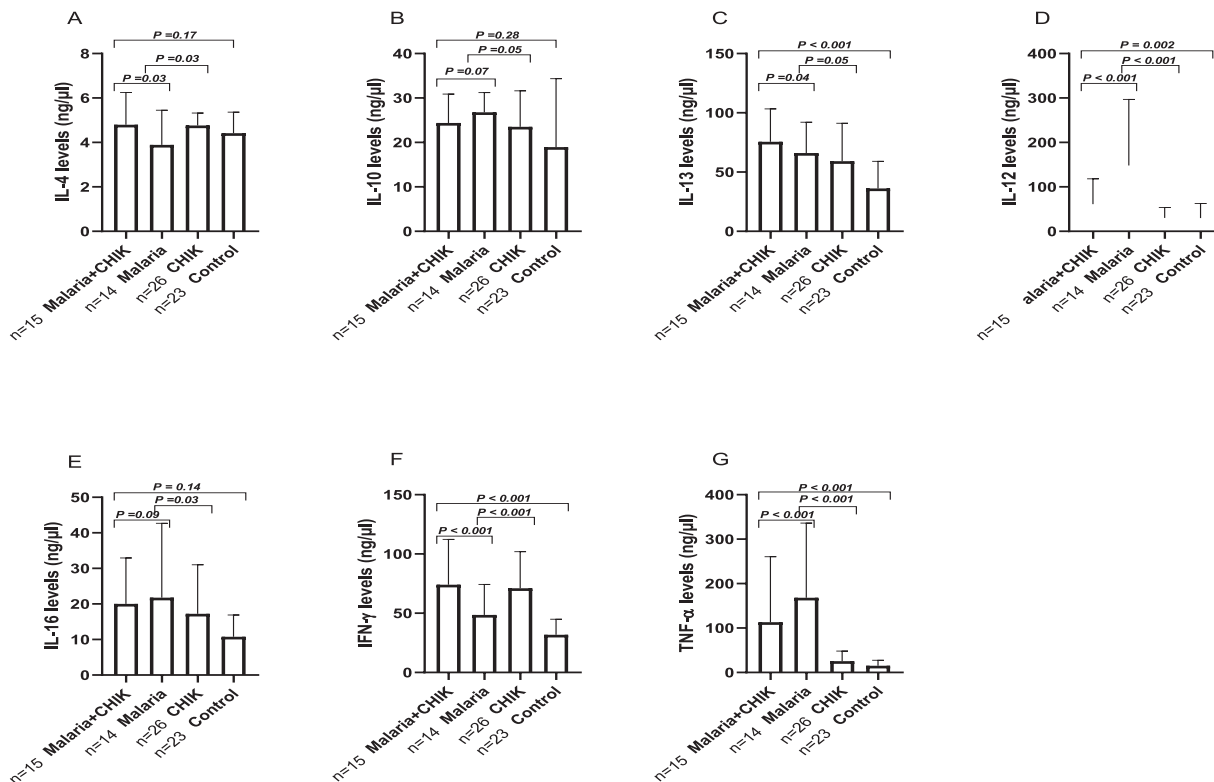 A
P =0.17
P =0.03
P =0.03
IL-4 levels (ng/µl)
8
6
4
2
0
n=15 Malaria+CHIK
n=14 Malaria
n=26 CHIK
n=23 Control
B
P =0.28
P =0.05
P =0.07
IL-10 levels (ng/µl)
40
30
20
10
0
n=15 Malaria+CHIK
n=14 Malaria
n=26 CHIK
n=23 Control
C
P < 0.001
P =0.05
P =0.04
IL-13 levels (ng/µl)
150
100
50
0
n=15 Malaria+CHIK
n=14 Malaria
n=26 CHIK
n=23 Control
D
P = 0.002
P < 0.001
P < 0.001
IL-12 levels (ng/µl)
400
300
200
100
0
n=15 alaria+CHIK
n=14 Malaria
n=26 CHIK
n=23 Control
E
P = 0.14
P =0.03
P =0.09
IL-16 levels (ng/µl)
50
40
30
20
10
0
n=15 Malaria+CHIK
n=14 Malaria
n=26 CHIK
n=23 Control
F
P < 0.001
P < 0.001
P < 0.001
IFN-γ levels (ng/µl)
150
100
50
0
n=15 Malaria+CHIK
n=14 Malaria
n=26 CHIK
n=23 Control
G
P < 0.001
P < 0.001
P < 0.001
TNF-α levels (ng/µl)
400
300
200
100
0
n=15 Malaria+CHIK
n=14 Malaria
n=26 CHIK
n=23 Control